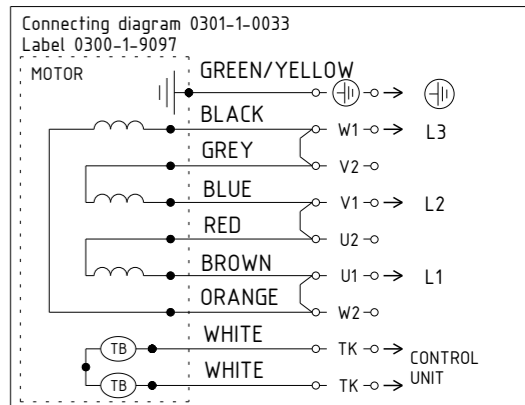 Connecting diagram 0301-1-0033
Label 0300-1-9097
MOTOR
GREEN/YELLOW
BLACK W1 L3
GREY V2
BLUE V1 L2
RED U2
BROWN U1 L1
ORANGE W2
TB WHITE TK CONTROL
TB WHITE TK UNIT